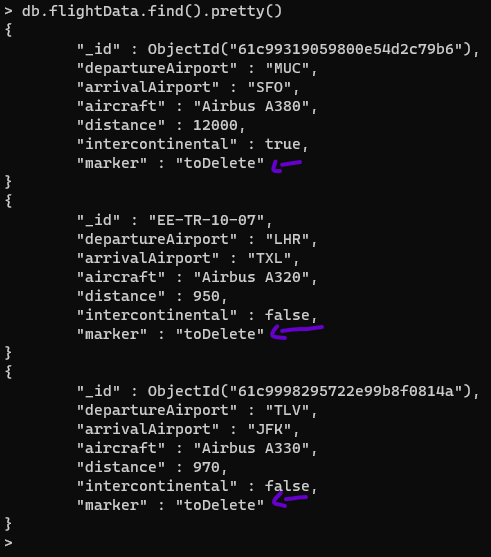 > db.flightData.find().pretty()
{
"_id" : ObjectId("61c99319059800e54d2c79b6"),
"departureAirport" : "MUC",
"arrivalAirport" : "SFO",
"aircraft" : "Airbus A380",
"distance" : 12000,
"intercontinental" : true,
"marker" : "toDelete"
}
{
"_id" : "EE-TR-10-07",
"departureAirport" : "LHR",
"arrivalAirport" : "TXL",
"aircraft" : "Airbus A320",
"distance" : 950,
"intercontinental" : false,
"marker" : "toDelete"
}
{
"_id" : ObjectId("61c9998295722e99b8f0814a"),
"departureAirport" : "TLV",
"arrivalAirport" : "JFK",
"aircraft" : "Airbus A330",
"distance" : 970,
"intercontinental" : false,
"marker" : "toDelete"
}
>